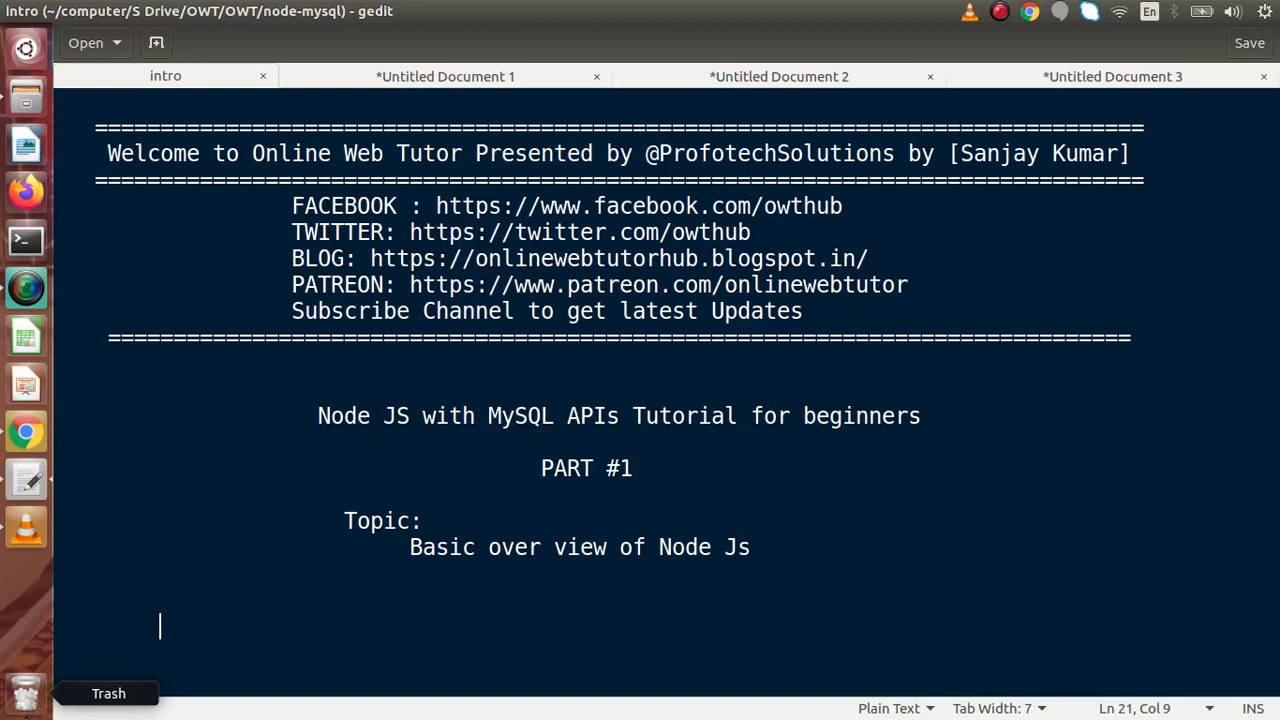 intro (~/computer/S Drive/OWT/OWT/node-mysql) - gedit
En
Open
Save
intro × *Untitled Document 1 × *Untitled Document 2 × *Untitled Document 3 ×
================================================================================
Welcome to Online Web Tutor Presented by @ProfotechSolutions by [Sanjay Kumar]
================================================================================
FACEBOOK : https://www.facebook.com/owthub
TWITTER: https://twitter.com/owthub
BLOG: https://onlinewebtutorhub.blogspot.in/
PATREON: https://www.patreon.com/onlinewebtutor
Subscribe Channel to get latest Updates
==============================================================================
Node JS with MySQL APIs Tutorial for beginners
PART #1
Topic:
Basic over view of Node Js
Trash
Plain Text Tab Width: 7 Ln 21, Col 9 INS